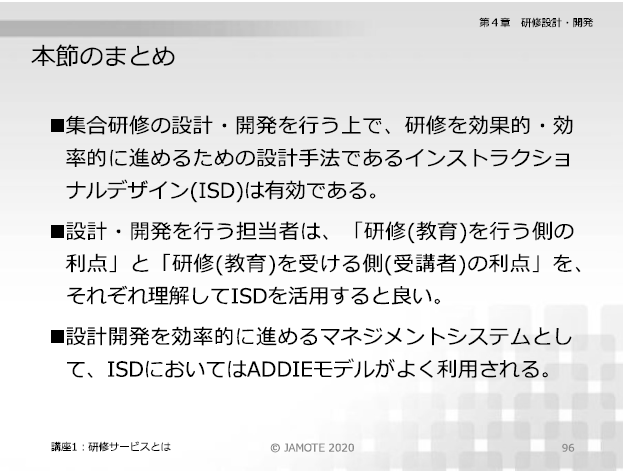 第４章　研修設計・開発
本節のまとめ
■集合研修の設計・開発を行う上で、研修を効果的・効
率的に進めるための設計手法であるインストラクショ
ナルデザイン(ISD)は有効である。
■設計・開発を行う担当者は、「研修(教育)を行う側の
利点」と「研修(教育)を受ける側(受講者)の利点」を、
それぞれ理解してISDを活用すると良い。
■設計開発を効率的に進めるマネジメントシステムとし
て、ISDにおいてはADDIEモデルがよく利用される。
講座1：研修サービスとは
© JAMOTE 2020
96